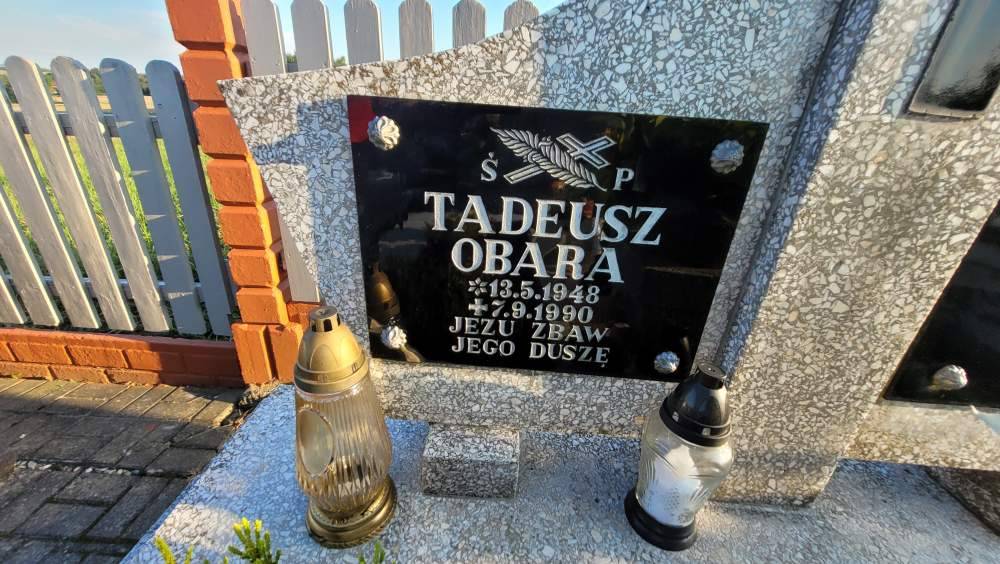 Ś P
TADEUSZ
OBARA
*13.5.1948
✝7.9.1990
JEZU ZBAW
JEGO DUSZĘ